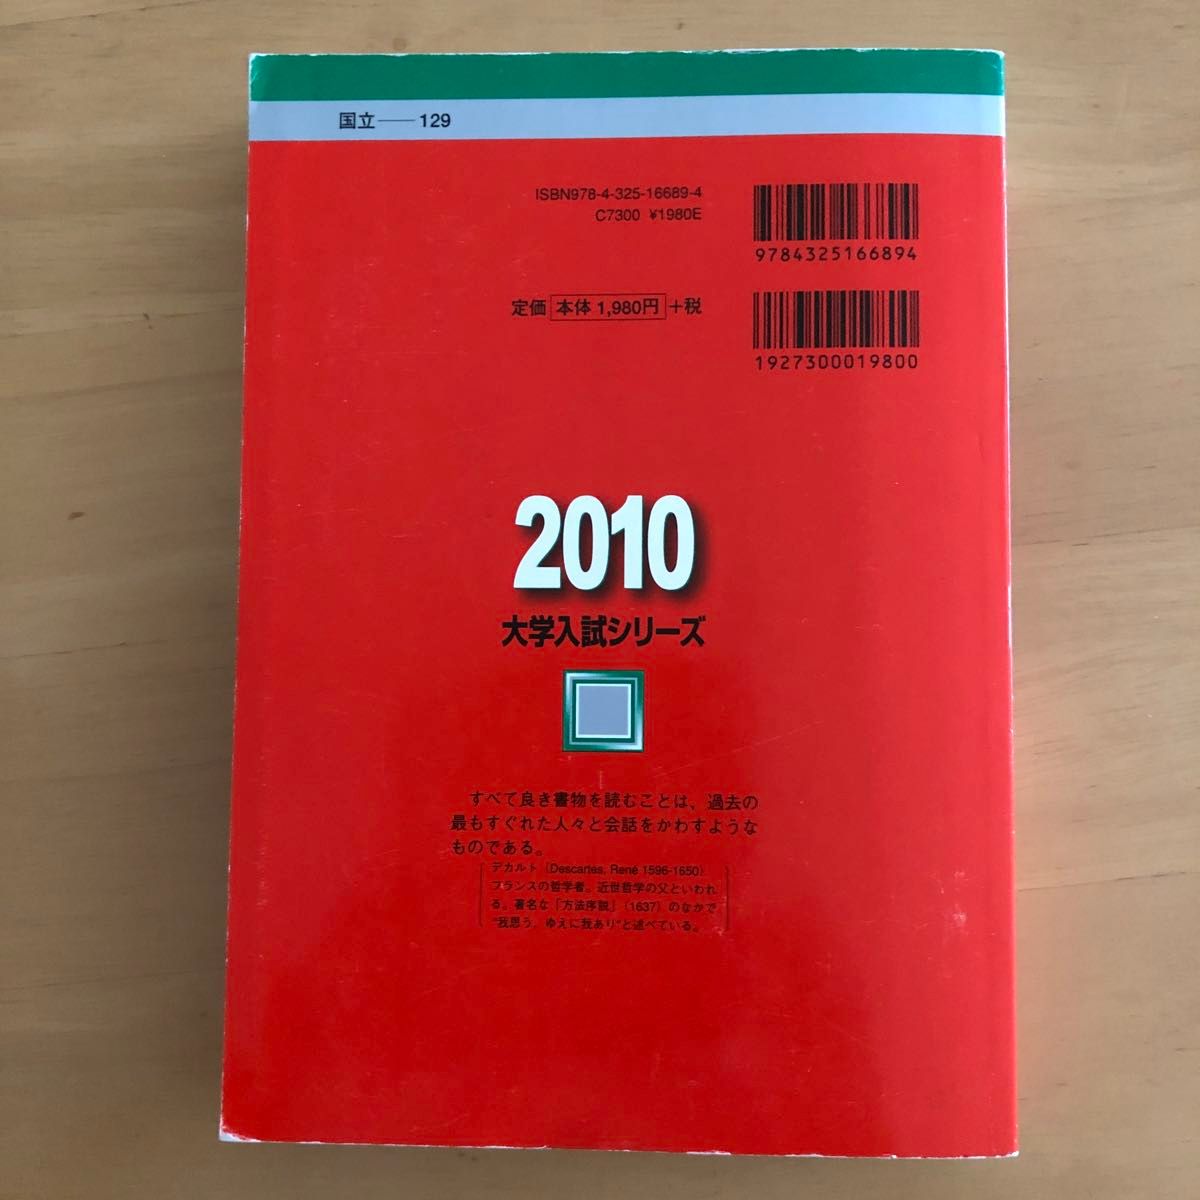 国立――129
ISBN978-4-325-16689-4
C7300 ¥1980E
9784325166894
定価 本体 1,980円 +税
1927300019800
2010
大学入試シリーズ
すべて良き書物を読むことは、過去の
最もすぐれた人々と会話をかわすような
ものである。
デカルト (Descartes, René 1596-1650)
フランスの哲学者。近世哲学の父といわれ
る。著名な「方法序説」(1637) のなかで
"我思う、ゆえに我あり"と述べている。